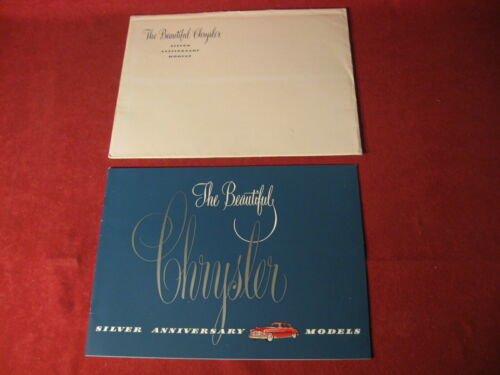 The Beautiful Chrysler
SILVER
ANNIVERSARY
MODELS
The Beautiful
Chrysler
SILVER ANNIVERSARY MODELS